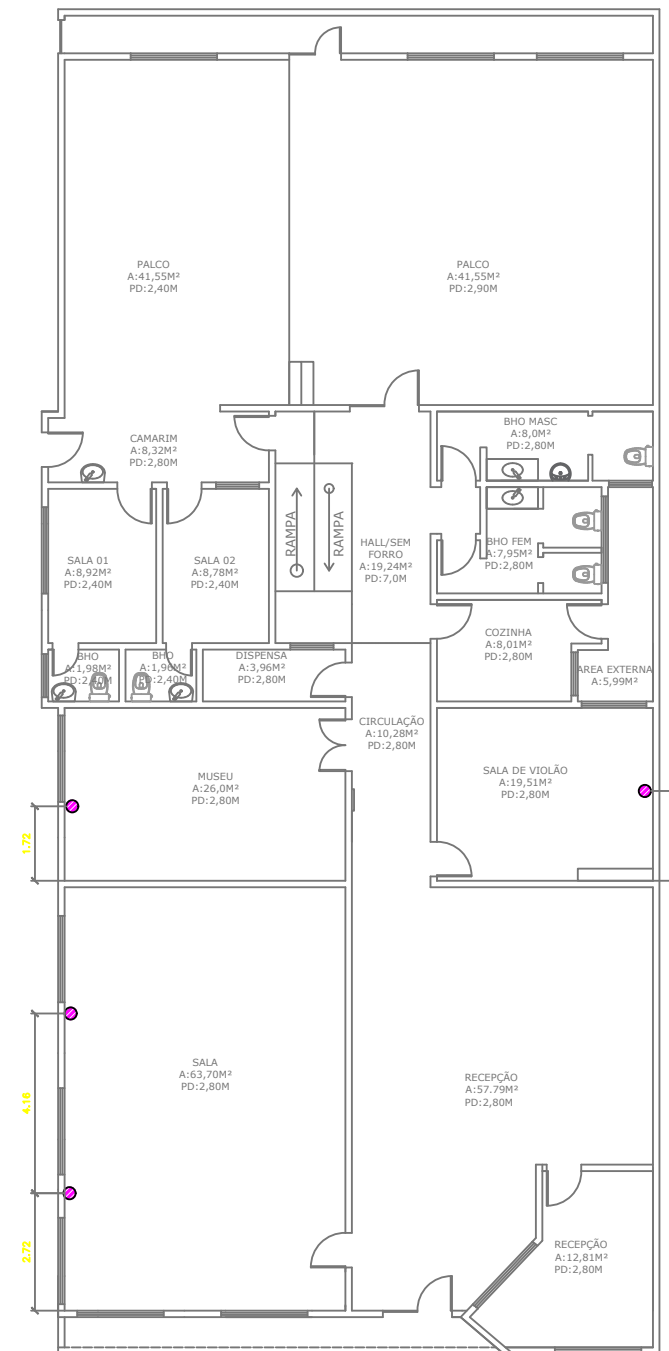 PALCO
A:41,55M²
PD:2,40M
PALCO
A:41,55M²
PD:2,90M
CAMARIM
A:8,32M²
PD:2,80M
BHO MASC
A:8,0M²
PD:2,80M
RAMPA
RAMPA
HALL/SEM
FORRO
A:19,24M²
PD:7,0M
BHO FEM
A:7,95M²
PD:2,80M
SALA 01
A:8,92M²
PD:2,40M
SALA 02
A:8,78M²
PD:2,40M
COZINHA
A:8,01M²
PD:2,80M
BHO
A:1,98M²
PD:2,40M
BHO
A:1,96M²
PD:2,40M
DISPENSA
A:3,96M²
PD:2,80M
AREA EXTERNA
A:5,99M²
CIRCULAÇÃO
A:10,28M²
PD:2,80M
MUSEU
A:26,0M²
PD:2,80M
SALA DE VIOLÃO
A:19,51M²
PD:2,80M
1.72
4.16
SALA
A:63,70M²
PD:2,80M
RECEPÇÃO
A:57.79M²
PD:2,80M
2.72
RECEPÇÃO
A:12,81M²
PD:2,80M